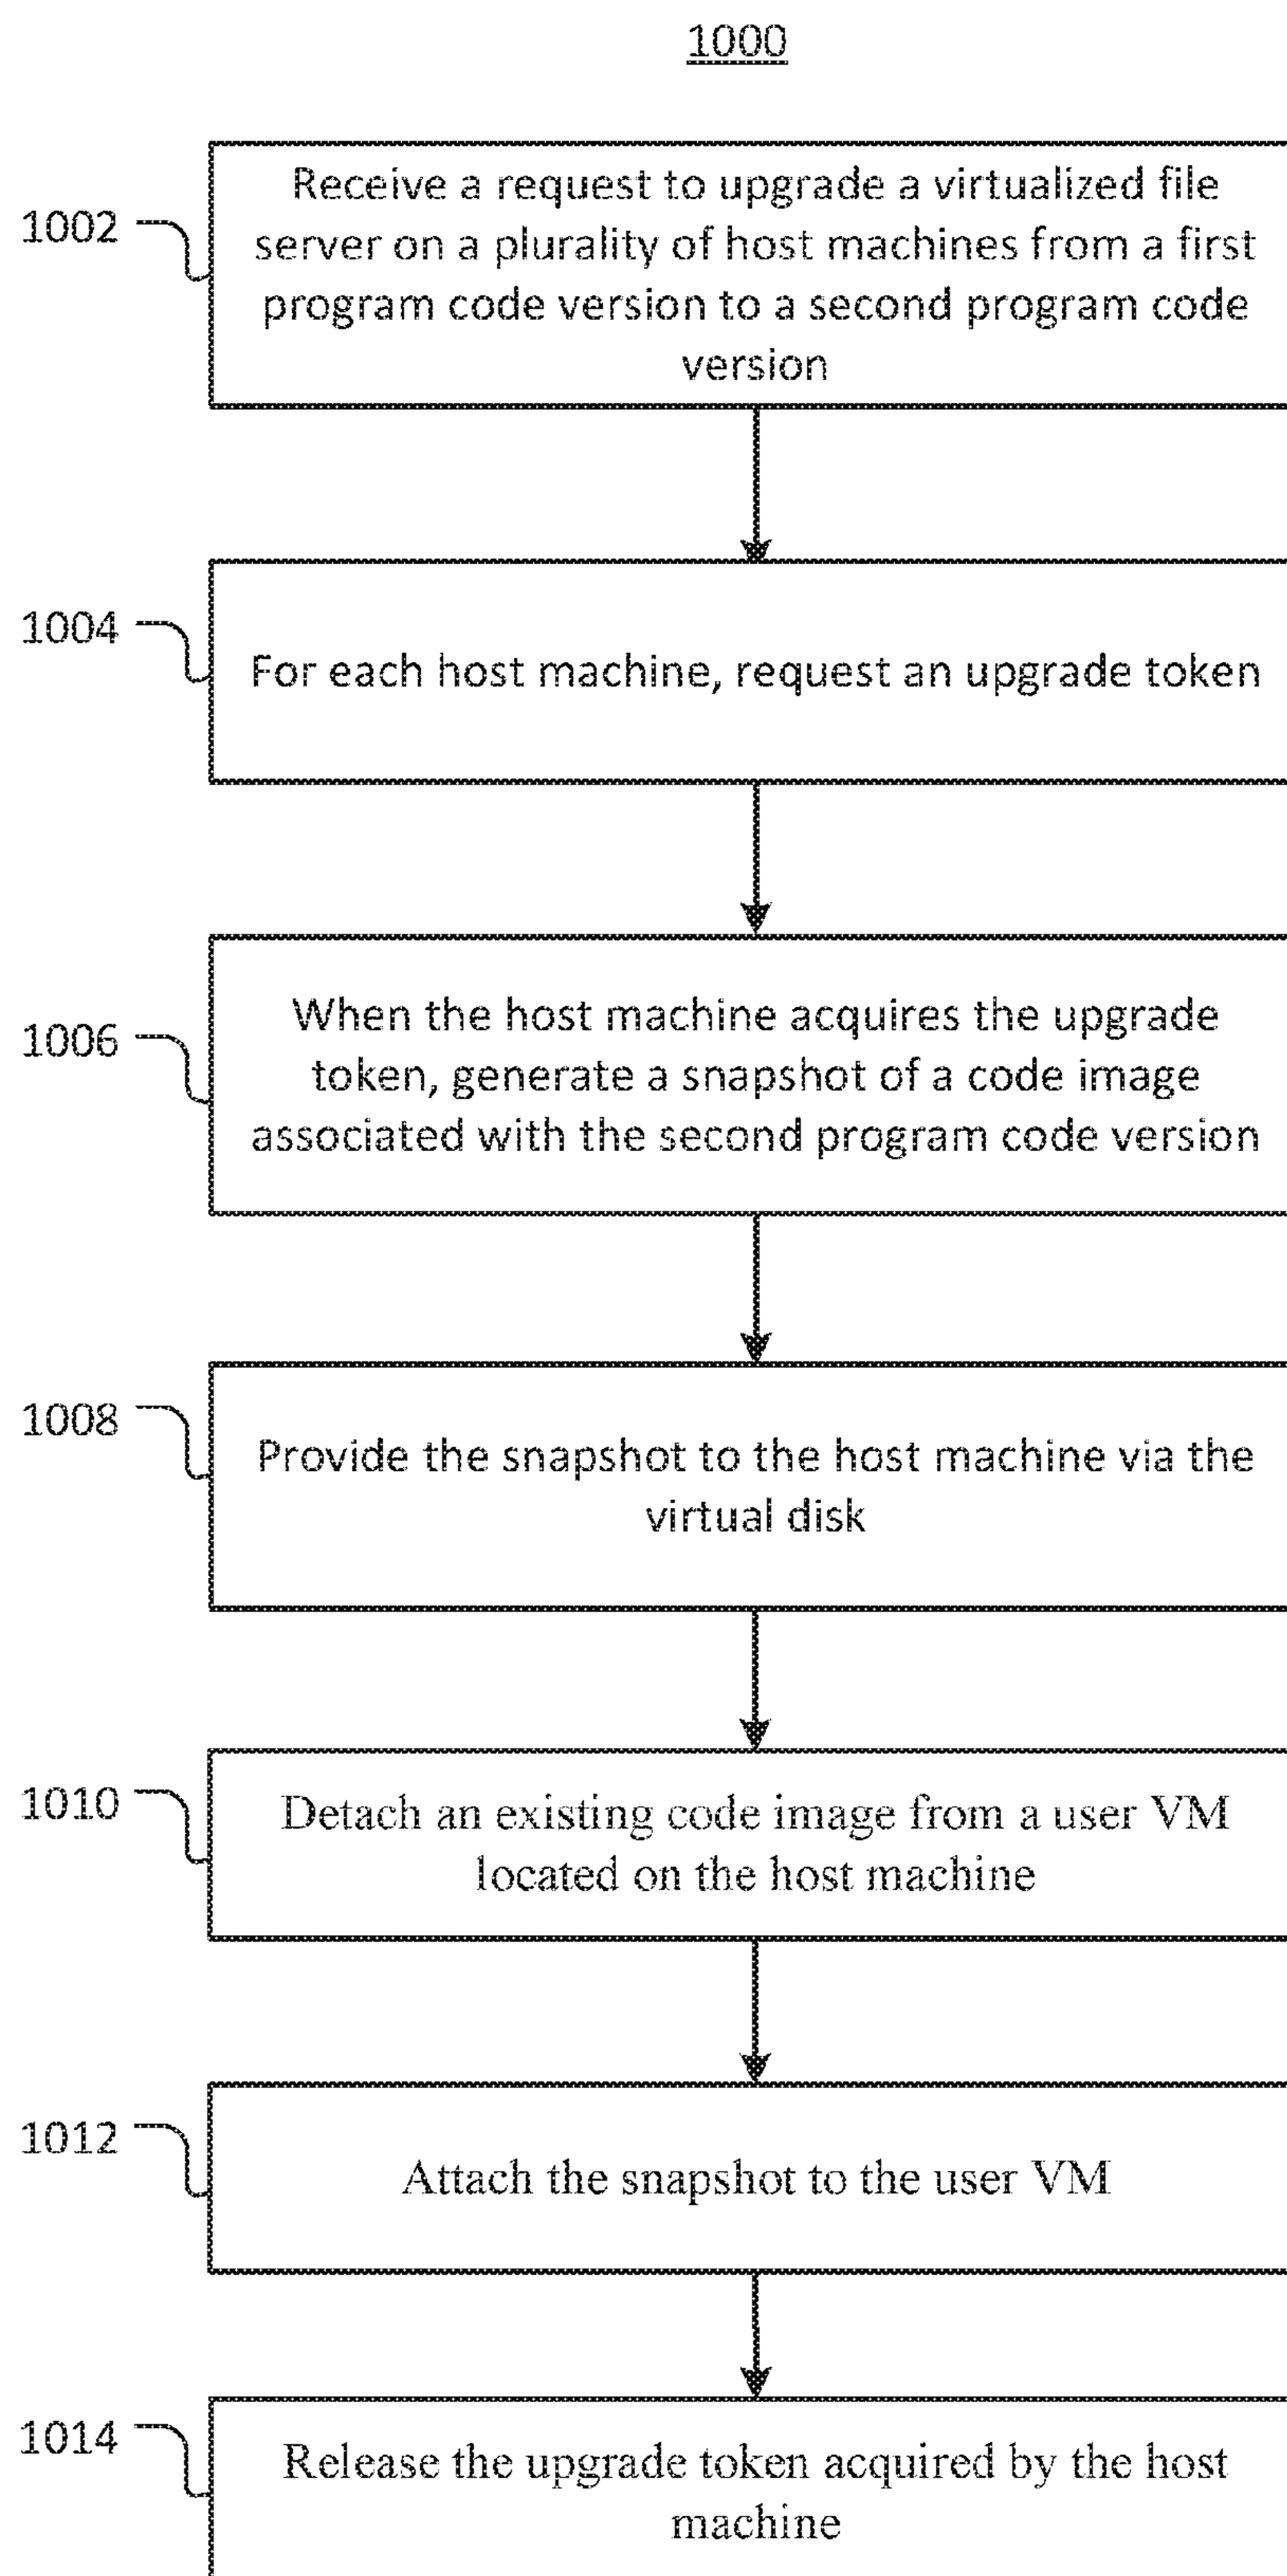 1000
1002
Receive a request to upgrade a virtualized file
server on a plurality of host machines from a first
program code version to a second program code
version
1004
For each host machine, request an upgrade token
1006
When the host machine acquires the upgrade
token, generate a snapshot of a code image
associated with the second program code version
1008
Provide the snapshot to the host machine via the
virtual disk
1010
Detach an existing code image from a user VM
located on the host machine
1012
Attach the snapshot to the user VM
1014
Release the upgrade token acquired by the host
machine